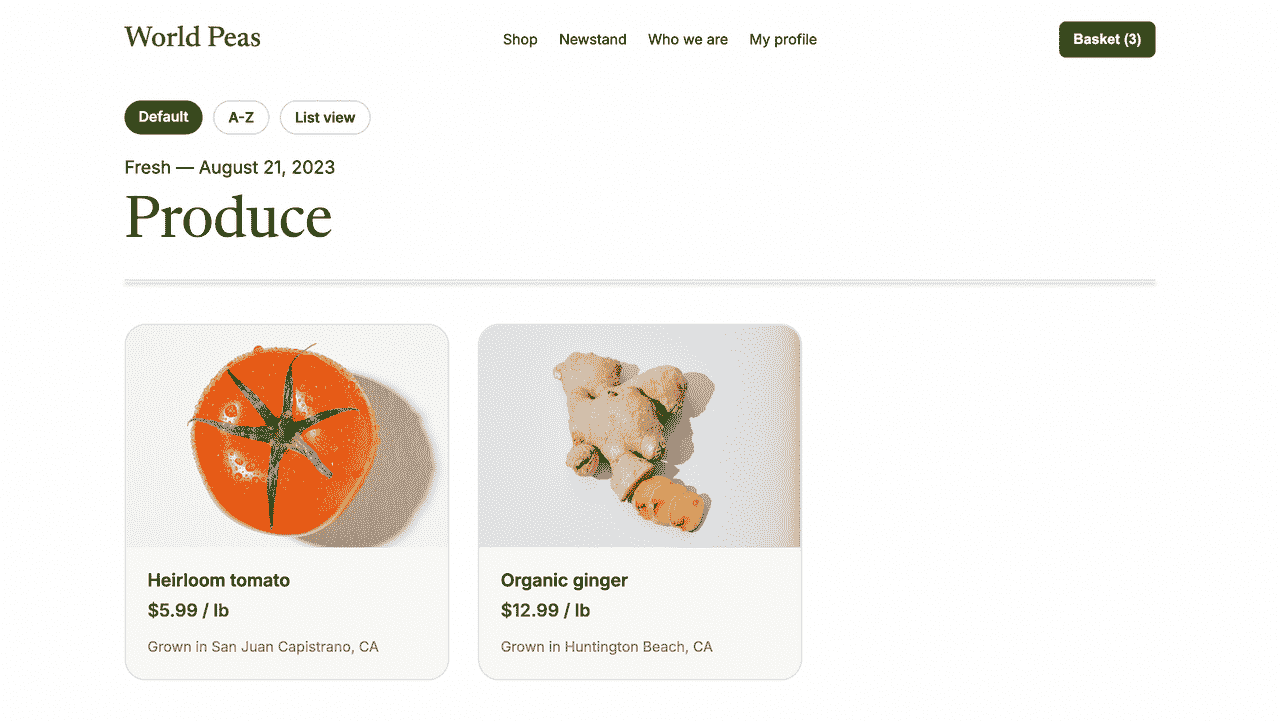 World Peas
Shop Newstand Who we are My profile
Basket (3)
Default A-Z List view
Fresh — August 21, 2023
Produce
Heirloom tomato
$5.99 / lb
Grown in San Juan Capistrano, CA
Organic ginger
$12.99 / lb
Grown in Huntington Beach, CA